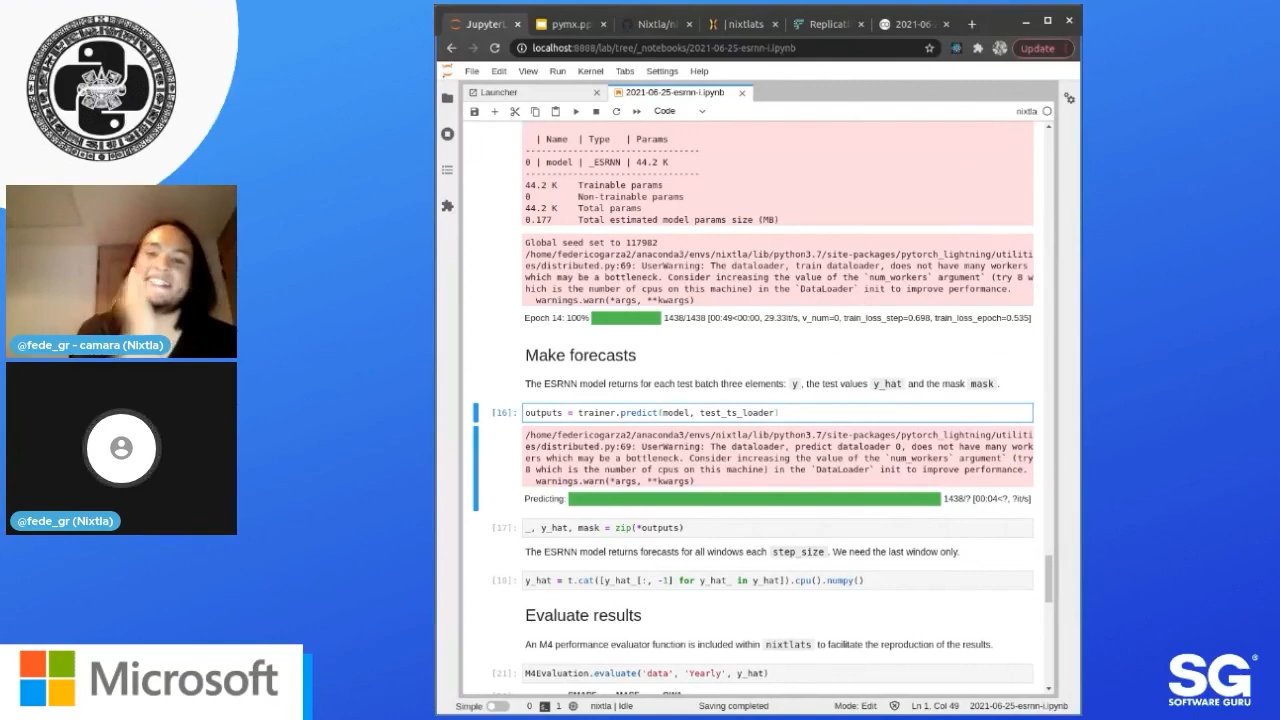 JupyterL
pymx.pp
Nixtla/ni
| nixtlats
Replicati
2021-06-
localhost:8888/lab/tree/_notebooks/2021-06-25-esrnn-i.ipynb
Update
File Edit View Run Kernel Tabs Settings Help
Launcher
2021-06-25-esrnn-i.ipynb
Code
nixtla
| Name | Type | Params
---------------------------------
0 | model | _ESRNN | 44.2 K
---------------------------------
44.2 K Trainable params
0 Non-trainable params
44.2 K Total params
0.177 Total estimated model params size (MB)
Global seed set to 117982
/home/federicogarza2/anaconda3/envs/nixtla/lib/python3.7/site-packages/pytorch_lightning/utiliti
es/distributed.py:69: UserWarning: The dataloader, train dataloader, does not have many workers
which may be a bottleneck. Consider increasing the value of the `num_workers` argument` (try 8 w
hich is the number of cpus on this machine) in the `DataLoader` init to improve performance.
warnings.warn(*args, **kwargs)
Epoch 14: 100% 1438/1438 [00:49<00:00, 29.33it/s, v_num=0, train_loss_step=0.698, train_loss_epoch=0.535]
Make forecasts
The ESRNN model returns for each test batch three elements: y , the test values y_hat and the mask mask .
[16]: outputs = trainer.predict(model, test_ts_loader)
/home/federicogarza2/anaconda3/envs/nixtla/lib/python3.7/site-packages/pytorch_lightning/utiliti
es/distributed.py:69: UserWarning: The dataloader, predict dataloader 0, does not have many work
ers which may be a bottleneck. Consider increasing the value of the `num_workers` argument` (try
8 which is the number of cpus on this machine) in the `DataLoader` init to improve performance.
warnings.warn(*args, **kwargs)
Predicting: 1438/? [00:04<?, ?it/s]
[17]: _, y_hat, mask = zip(*outputs)
The ESRNN model returns forecasts for all windows each step_size . We need the last window only.
[18]: y_hat = t.cat([y_hat_[:, -1] for y_hat_ in y_hat]).cpu().numpy()
Evaluate results
An M4 performance evaluator function is included within nixtlats to facilitate the reproduction of the results.
[21]: M4Evaluation.evaluate('data', 'Yearly', y_hat)
SMAPE MASE OWA
Simple 0 1 nixtla | Idle Saving completed Mode: Edit Ln 1, Col 49 2021-06-25-esrnn-i.ipynb
@fede_gr - camara (Nixtla)
@fede_gr (Nixtla)
Microsoft
SG
SOFTWARE GURU